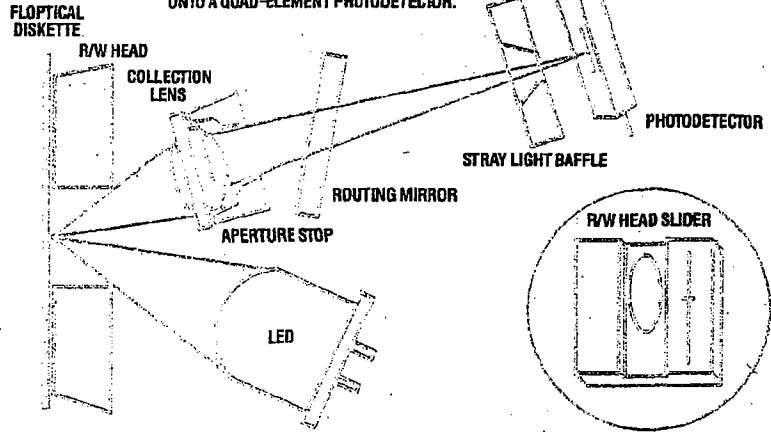 ONTO A QUAD-ELEMENT PHOTODETECTOR.
FLOPTICAL
DISKETTE
R/W HEAD
COLLECTION
LENS
PHOTODETECTOR
STRAY LIGHT BAFFLE
ROUTING MIRROR
APERTURE STOP
R/W HEAD SLIDER
LED